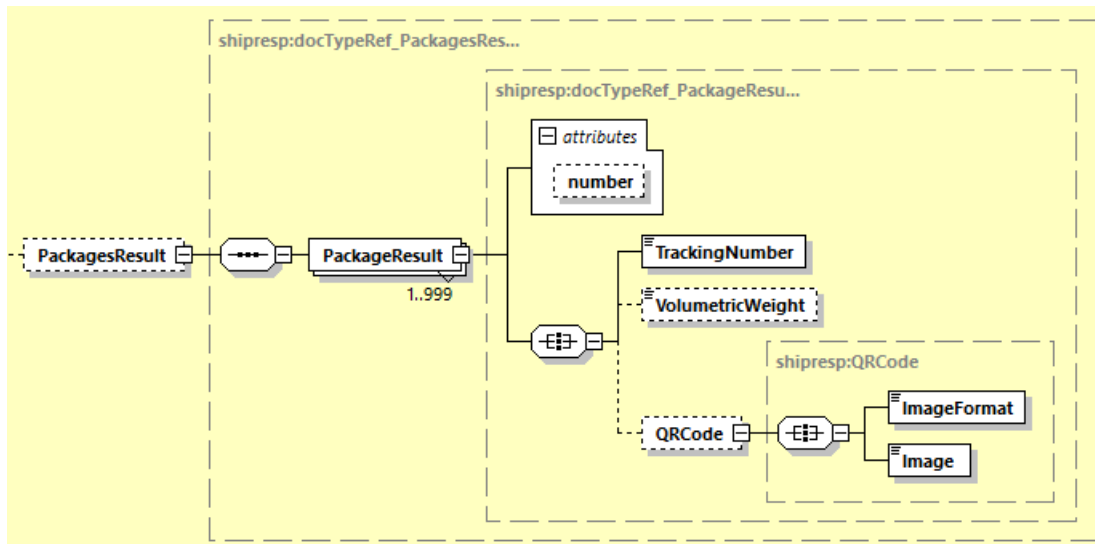 shipresp:docTypeRef_PackagesRes...
shipresp:docTypeRef_PackageResu...
attributes
number
PackagesResult
PackageResult
1..999
TrackingNumber
VolumetricWeight
shipresp:QRCode
QRCode
ImageFormat
Image